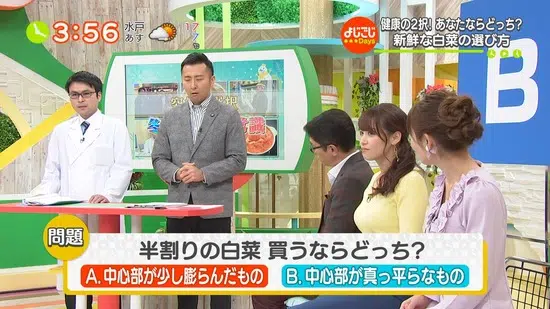 3:56
水戸
あす
17
よじごじ
Days
健康の2択!あなたならどっち?
新鮮な白菜の選び方
B
問題
半割りの白菜 買うならどっち?
A. 中心部が少し膨らんだもの
B. 中心部が真っ平らなもの